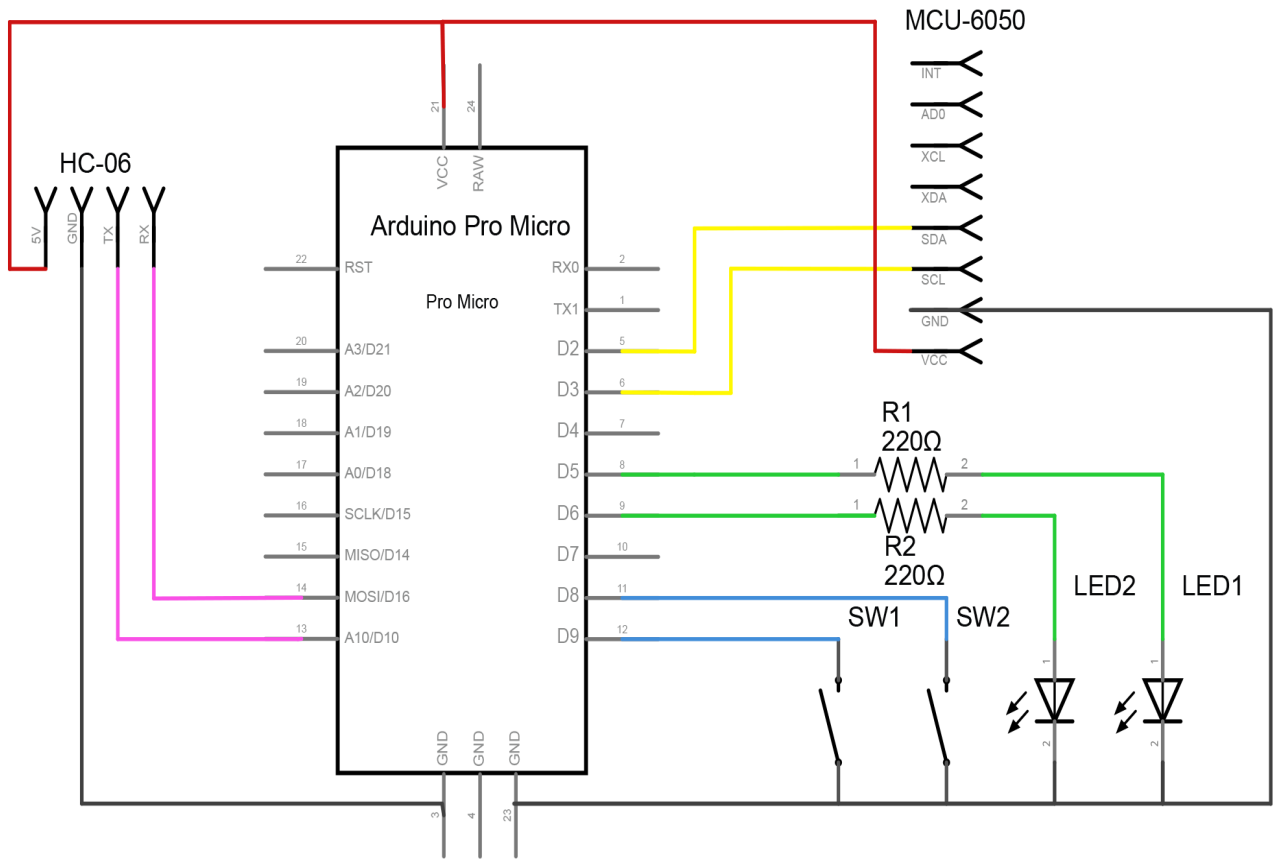 MCU-6050
INT
AD0
XCL
XDA
SDA
SCL
GND
VCC
HC-06
5V
GND
TX
RX
21
24
VCC
RAW
Arduino Pro Micro
Pro Micro
22
RST
20
A3/D21
19
A2/D20
18
A1/D19
17
A0/D18
16
SCLK/D15
15
MISO/D14
14
MOSI/D16
13
A10/D10
RX0
2
TX1
1
D2
5
D3
6
D4
7
D5
8
D6
9
D7
10
D8
11
D9
12
GND
GND
GND
3
4
23
R1
220Ω
1
2
1
2
R2
220Ω
SW1
SW2
LED2
LED1
1
2
1
2